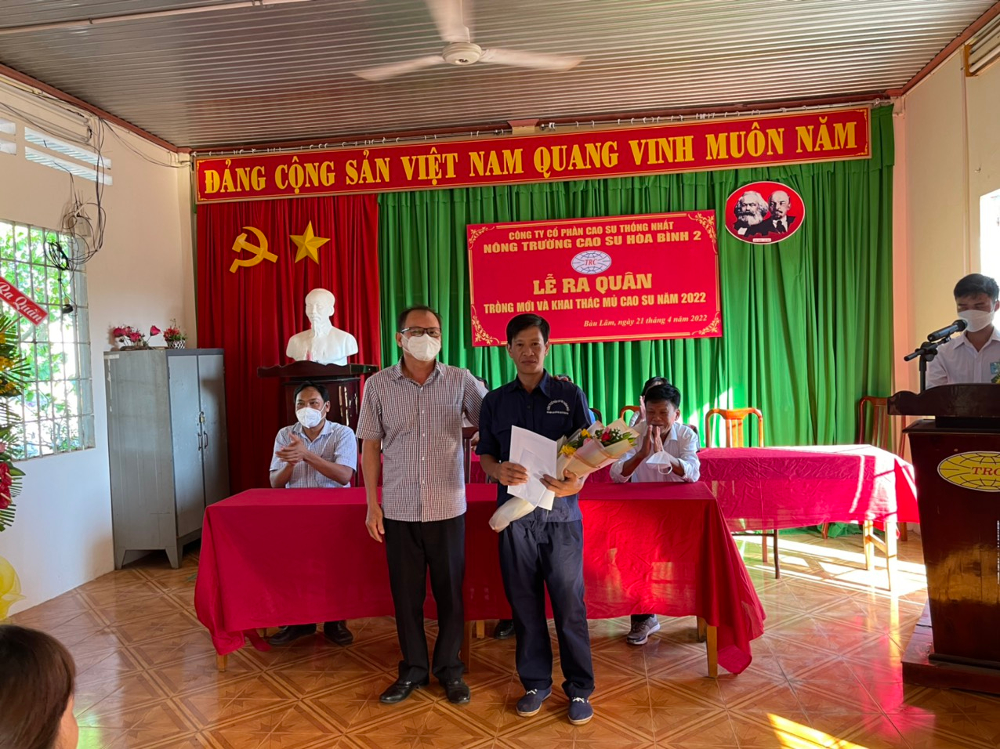 ĐẢNG CỘNG SẢN VIỆT NAM QUANG VINH MUÔN NĂM
CÔNG TY CỔ PHẦN CAO SU THỐNG NHẤT
NÔNG TRƯỜNG CAO SU HÒA BÌNH 2
TRC
LỄ RA QUÂN
TRỒNG MỚI VÀ KHAI THÁC MỦ CAO SU NĂM 2022
Bàu Lâm, ngày 21 tháng 4 năm 2022
Ra Quân
TRC